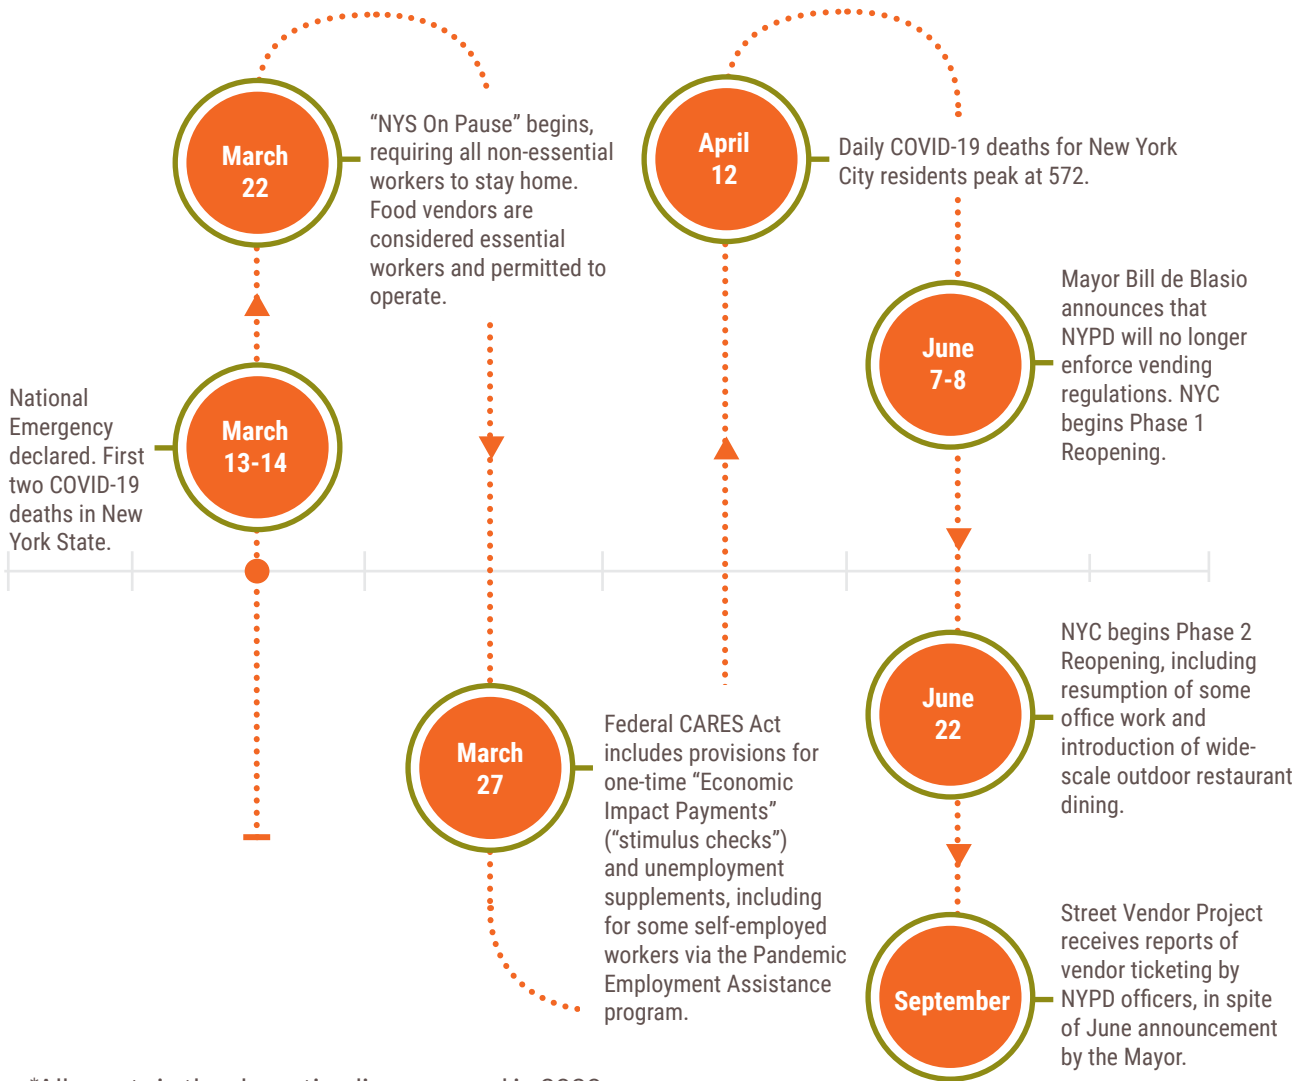 March
13-14
National
Emergency
declared. First
two COVID-19
deaths in New
York State.
March
22
“NYS On Pause” begins,
requiring all non-essential
workers to stay home.
Food vendors are
considered essential
workers and permitted to
operate.
March
27
Federal CARES Act
includes provisions for
one-time “Economic
Impact Payments”
(“stimulus checks”)
and unemployment
supplements, including
for some self-employed
workers via the Pandemic
Employment Assistance
program.
April
12
Daily COVID-19 deaths for New York
City residents peak at 572.
June
7-8
Mayor Bill de Blasio
announces that
NYPD will no longer
enforce vending
regulations. NYC
begins Phase 1
Reopening.
June
22
NYC begins Phase 2
Reopening, including
resumption of some
office work and
introduction of wide-
scale outdoor restaurant
dining.
September
Street Vendor Project
receives reports of
vendor ticketing by
NYPD officers, in spite
of June announcement
by the Mayor.